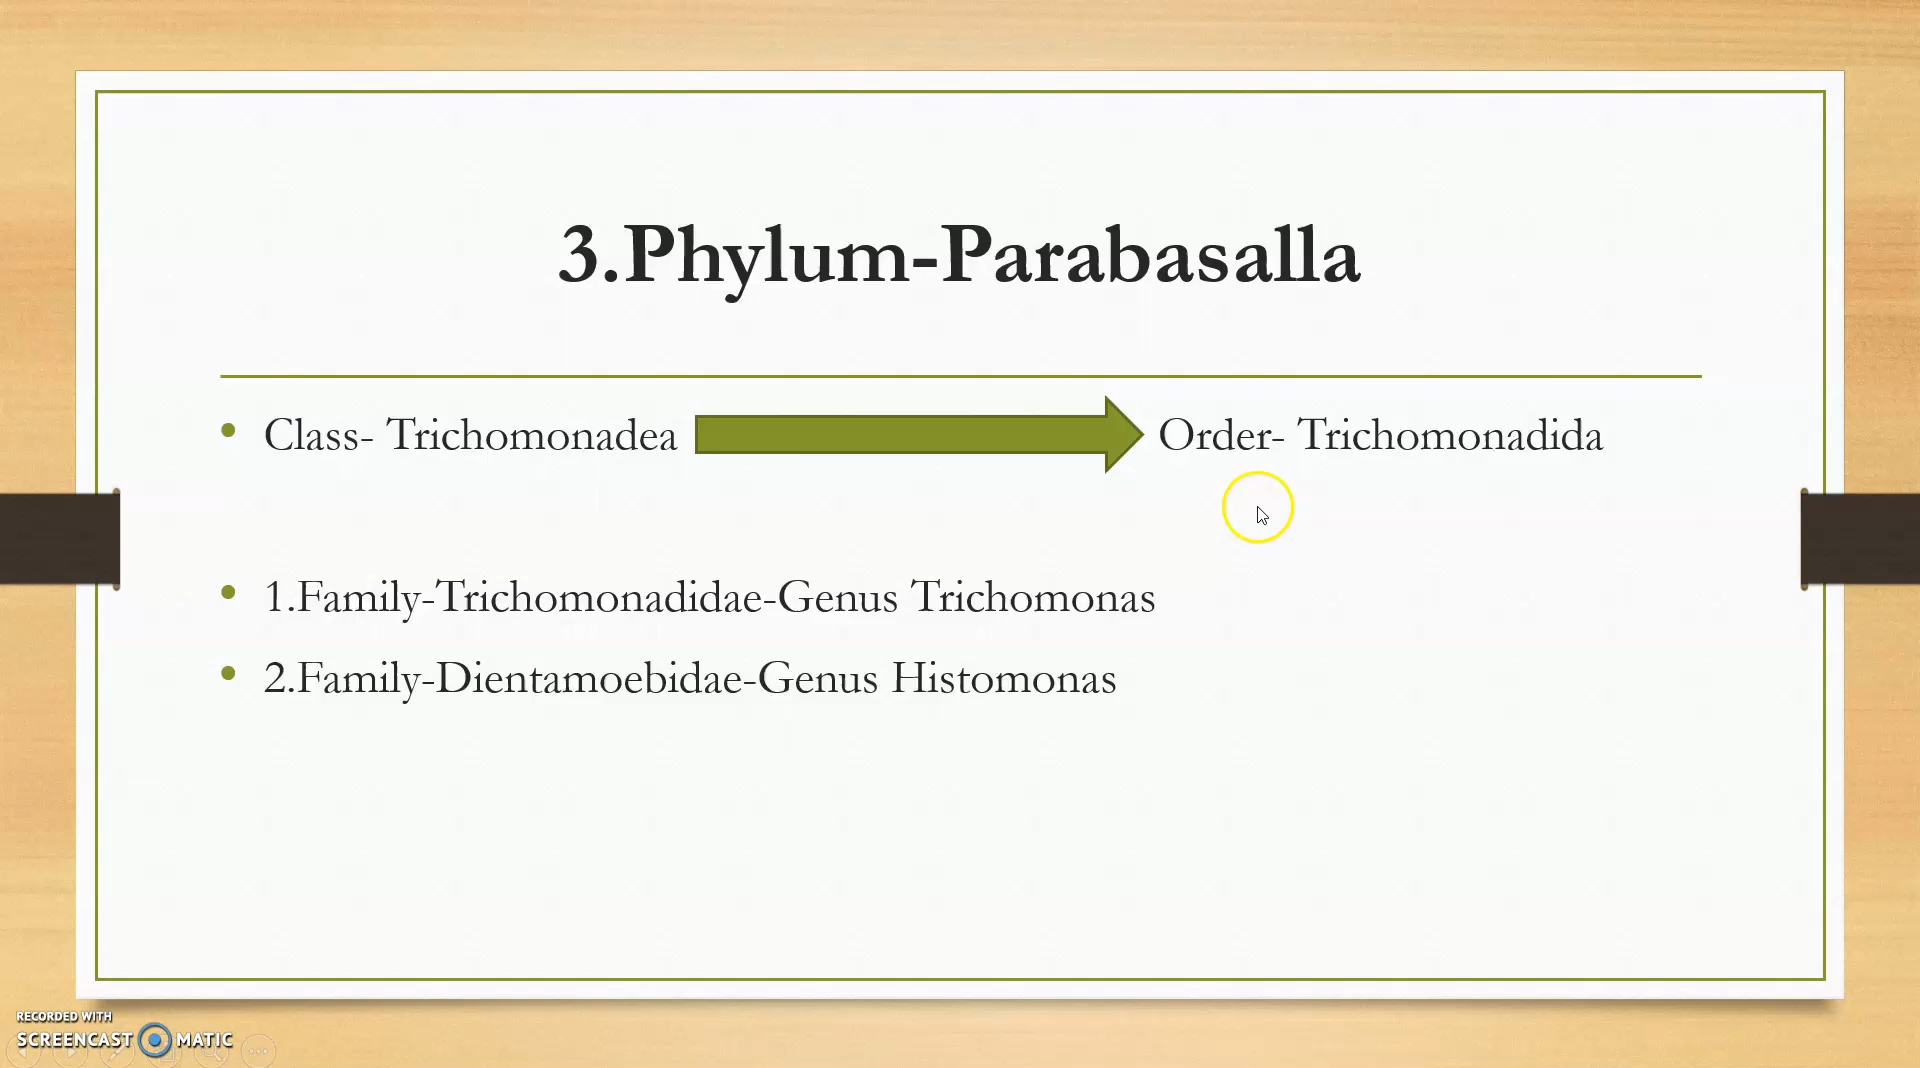 3.Phylum-Parabasalla
Class- Trichomonadea Order- Trichomonadida
1.Family-Trichomonadidae-Genus Trichomonas
2.Family-Dientamoebidae-Genus Histomonas
RECORDED WITH
SCREENCAST MATIC